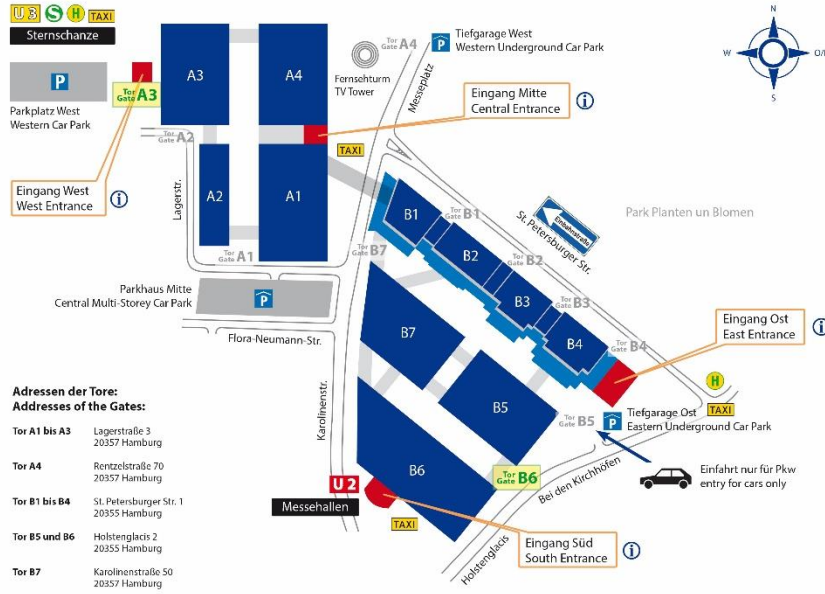 U3 S H TAXI
Sternschanze
P
Parkplatz West
Western Car Park
Tor
Gate A3
Eingang West
West Entrance
i
A3
A4
Tor
Gate A2
Lagerstr.
A2
A1
Tor
Gate A1
Fernsehturm
TV Tower
Tor
Gate A4
Messeplatz
P
Tiefgarage West
Western Underground Car Park
Eingang Mitte
Central Entrance
i
TAXI
N
W
O/E
S
Parkhaus Mitte
Central Multi-Storey Car Park
P
Flora-Neumann-Str.
Karolinenstr.
B1
Tor
Gate B1
B2
Tor
Gate B2
B3
Tor
Gate B3
B4
Tor
Gate B4
Einbahnstraße
St. Petersburger Str.
Park Planten un Blomen
Eingang Ost
East Entrance
i
H
TAXI
Tor
Gate B7
B7
B5
Tor
Gate B5
P
Tiefgarage Ost
Eastern Underground Car Park
Einfahrt nur für Pkw
entry for cars only
B6
Tor
Gate B6
Bei den Kirchhöfen
Holstenglacis
U2
Messehallen
TAXI
Eingang Süd
South Entrance
i
Adressen der Tore:
Addresses of the Gates:
Tor A1 bis A3 Lagerstraße 3
20357 Hamburg
Tor A4 Rentzelstraße 70
20357 Hamburg
Tor B1 bis B4 St. Petersburger Str. 1
20355 Hamburg
Tor B5 und B6 Holstenglacis 2
20355 Hamburg
Tor B7 Karolinenstraße 50
20357 Hamburg